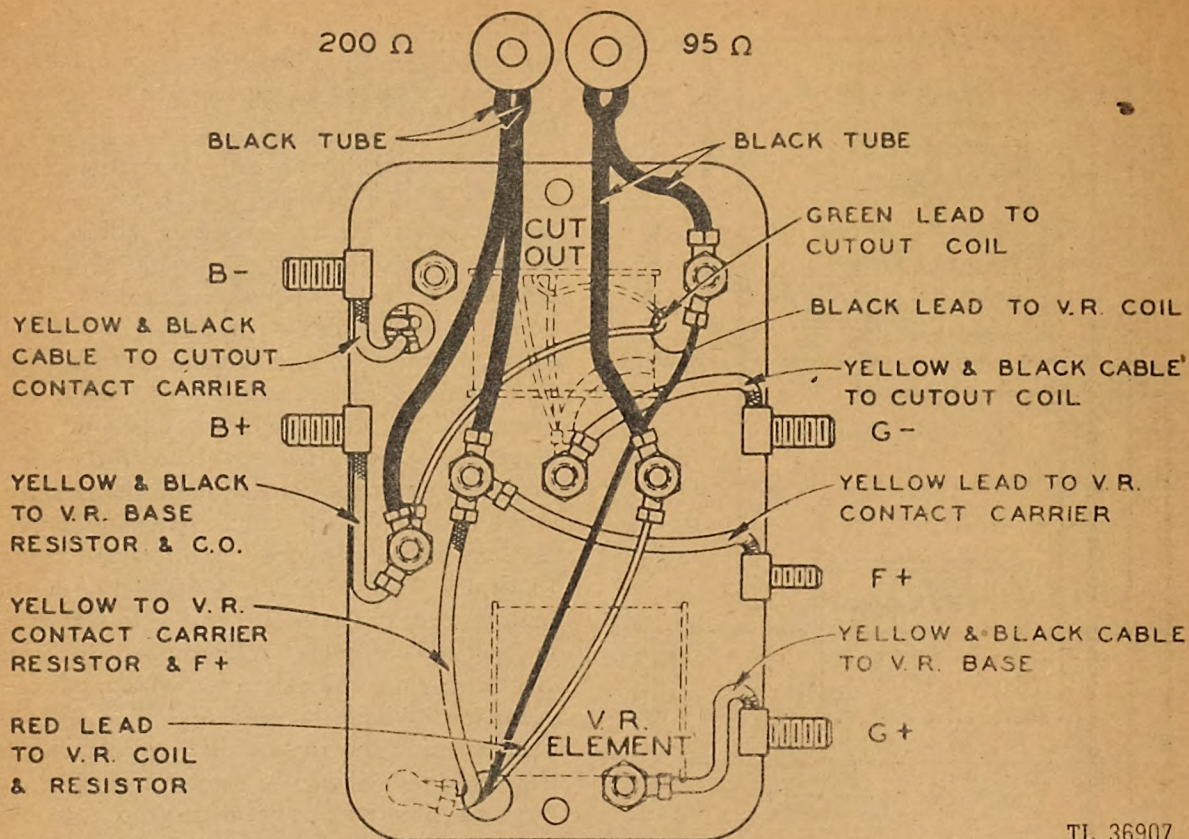 200 Ω
95 Ω
BLACK TUBE
BLACK TUBE
CUT
OUT
GREEN LEAD TO
CUTOUT COIL
B-
BLACK LEAD TO V.R. COIL
YELLOW & BLACK
CABLE TO CUTOUT
CONTACT CARRIER
YELLOW & BLACK CABLE
TO CUTOUT COIL
B+
G-
YELLOW & BLACK
TO V.R. BASE
RESISTOR & C.O.
YELLOW LEAD TO V.R.
CONTACT CARRIER
F+
YELLOW TO V.R.
CONTACT CARRIER
RESISTOR & F+
YELLOW & BLACK CABLE
TO V.R. BASE
RED LEAD
TO V.R. COIL
& RESISTOR
V.R.
ELEMENT
G+
TL 36907